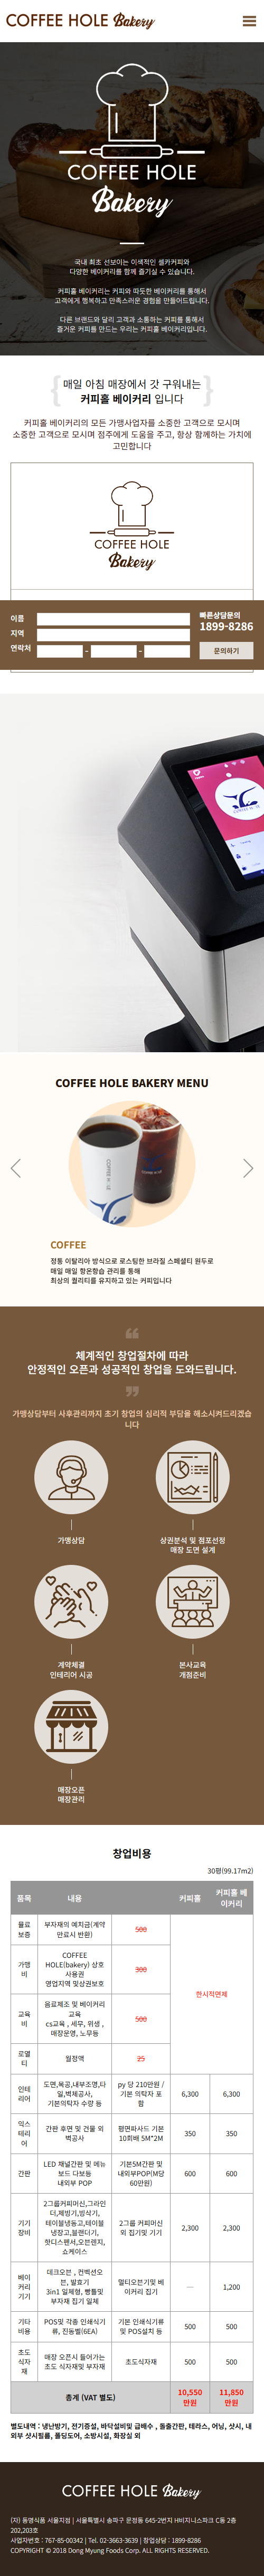 COFFEE HOLE Bakery
COFFEE HOLE
Bakery
국내 최초 선보이는 이색적인 셀카커피와
다양한 베이커리를 함께 즐기실 수 있습니다.
커피홀 베이커리는 커피와 따듯한 베이커리를 통해서
고객에게 행복하고 만족스러운 경험을 만들어드립니다.
다른 브랜드와 달리 고객과 소통하는 커피를 통해서
즐거운 커피를 만드는 우리는 커피홀 베이커리입니다.
매일 아침 매장에서 갓 구워내는
커피홀 베이커리 입니다
커피홀 베이커리의 모든 가맹사업자를 소중한 고객으로 모시며
소중한 고객으로 모시며 점주에게 도움을 주고, 항상 함께하는 가치에
고민합니다
COFFEE HOLE
Bakery
이름
지역
연락처 - -
빠른상담문의
1899-8286
문의하기
COFFEE HOLE BAKERY MENU
COFFEE
정통 이탈리아 방식으로 로스팅한 브라질 스페셜티 원두로
매일 매일 항온항습 관리를 통해
최상의 퀄리티를 유지하고 있는 커피입니다
체계적인 창업절차에 따라
안정적인 오픈과 성공적인 창업을 도와드립니다.
가맹상담부터 사후관리까지 초기 창업의 심리적 부담을 해소시켜드리겠습
니다
가맹상담
상권분석 및 점포선정
매장 도면 설계
계약체결
인테리어 시공
본사교육
개점준비
매장오픈
매장관리
창업비용
30평(99.17m2)
품목 내용 커피홀 커피홀 베
이커리
물료
보증
부자재의 예치금(계약
만료시 반환)
500
가맹
비
COFFEE
HOLE(bakery) 상호
사용권
영업지역 및상권보호
300
한시적면제
교육
비
음료제조 및 베이커리
교육
cs교육 , 세무, 위생 ,
매장운영, 노무등
500
로열
티
월정액
25
인테
리어
도면,목공,내부조명,타
일,벽체공사,
기본의탁자 수량 등
py 당 210만원 /
기본 의탁자 포
함
6,300 6,300
익스
테리
어
간판 후면 및 건물 외
벽공사
평면파사드 기본
10회배 5M*2M
350 350
간판
LED 채널간판 및 메뉴
보드 다보등
내외부 POP
기본5M간판 및
내외부POP(M당
60만원)
600 600
기기
장비
2그룹커피머신,그라인
더,제빙기,빙삭기,
테이블냉동고,테이블
냉장고,블랜더기,
핫디스펜서,오븐렌지,
쇼케이스
2그룹 커피머신
외 집기및 기기
2,300 2,300
베이
커리
기기
데크오븐 , 컨벡션오
븐, 발효기
3in1 일체형, 빵틀및
부자재 집기 일체
멀티오븐기및 베
이커리 집기
— 1,200
기타
비용
POS및 각종 인쇄식기
류, 진동벨(6EA)
기본 인쇄식기류
및 POS설치 등
500 500
초도
식자
재
매장 오픈시 들어가는
초도 식자재및 부자재
초도식자재
500 500
총계 (VAT 별도)
10,550
만원
11,850
만원
별도내역 : 냉난방기, 전기증설, 바닥설비및 급배수 , 돌출간판, 테라스, 어닝, 샷시, 내
외부 샷시필름, 폴딩도어, 소방시설, 화장실 외
COFFEE HOLE Bakery
(자) 동명식품 서울지점 | 서울특별시 송파구 문정동 645-2번지 H비지니스파크 C동 2층
202,203호
사업자번호 : 767-85-00342 | Tel. 02-3663-3639 | 창업상담 : 1899-8286
COPYRIGHT © 2018 Dong Myung Foods Corp. ALL RIGHTS RESERVED.